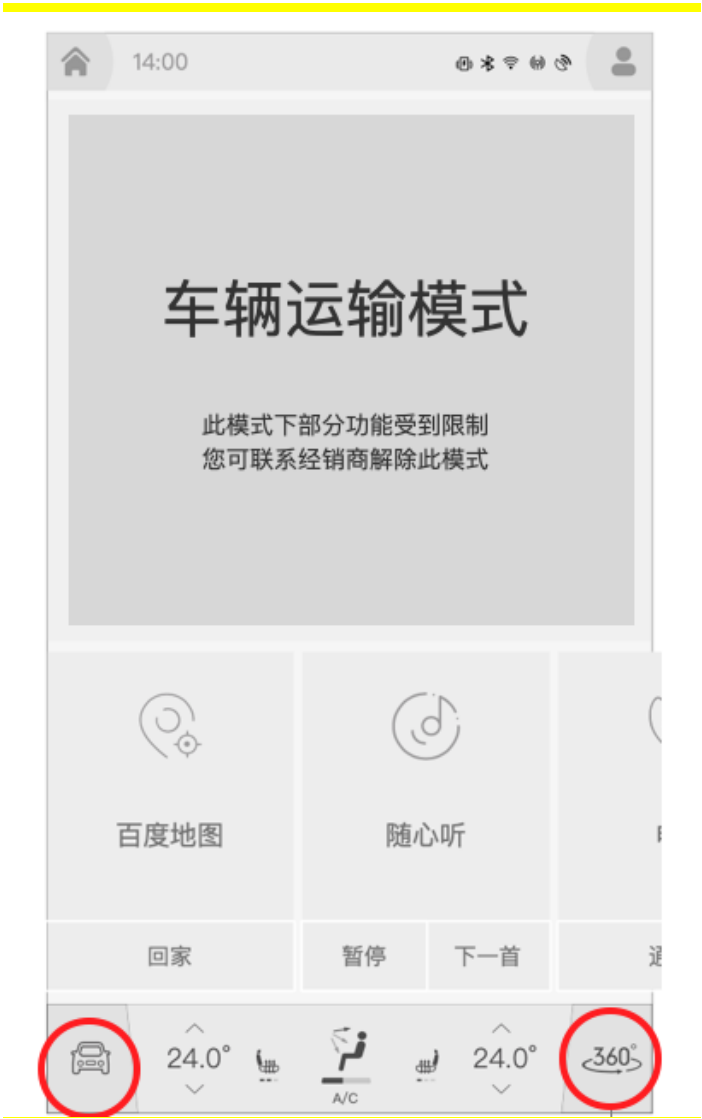 14:00
车辆运输模式
此模式下部分功能受到限制
您可联系经销商解除此模式
百度地图
随心听
回家
暂停
下一首
24.0°
A/C
24.0°
360°